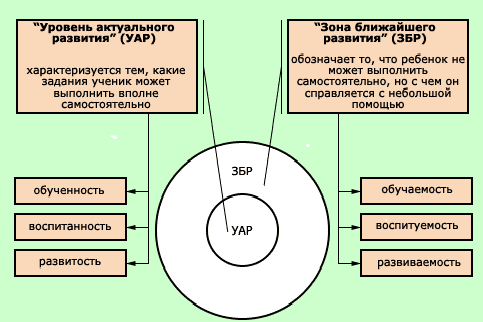 “Уровень актуального
развития” (УАР)
характеризуется тем, какие
задания ученик может
выполнить вполне
самостоятельно
“Зона ближайшего
развития” (ЗБР)
обозначает то, что ребенок не
может выполнить
самостоятельно, но с чем он
справляется с небольшой
помощью
ЗБР
УАР
обученность
воспитанность
развитость
обучаемость
воспитуемость
развиваемость